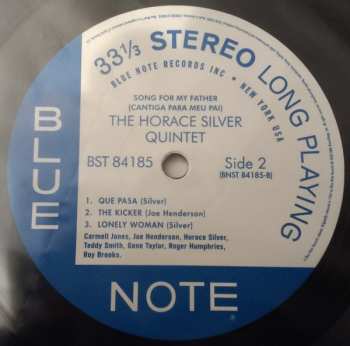 33⅓ STEREO LONG PLAYING
BLUE NOTE RECORDS INC • NEW YORK USA
SONG FOR MY FATHER
(CANTIGA PARA MEU PAI)
THE HORACE SILVER
QUINTET
BST 84185
Side 2
(BNST 84185-B)
1. QUE PASA (Silver)
2. THE KICKER (Joe Henderson)
3. LONELY WOMAN (Silver)
Carmell Jones, Joe Henderson, Horace Silver,
Teddy Smith, Gene Taylor, Roger Humphries,
Roy Brooks.
BLUE
NOTE